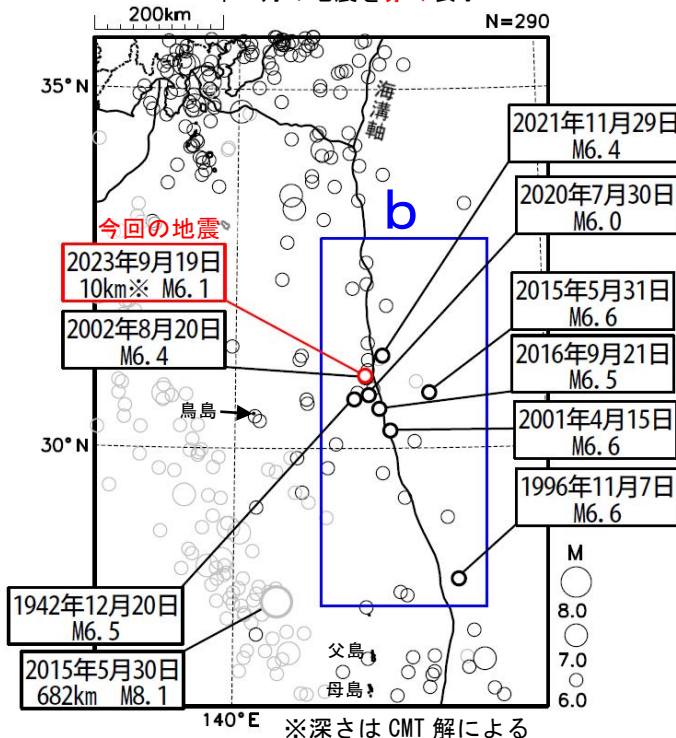 200km
N=290
35°N
海溝軸
2021年11月29日
M6.4
2020年7月30日
M6.0
b
今回の地震
2023年9月19日
10km※ M6.1
2015年5月31日
M6.6
2002年8月20日
M6.4
2016年9月21日
M6.5
鳥島
2001年4月15日
M6.6
30°N
1996年11月7日
M6.6
M
8.0
7.0
6.0
1942年12月20日
M6.5
2015年5月30日
682km M8.1
父島
母島
140°E
※深さは CMT 解による